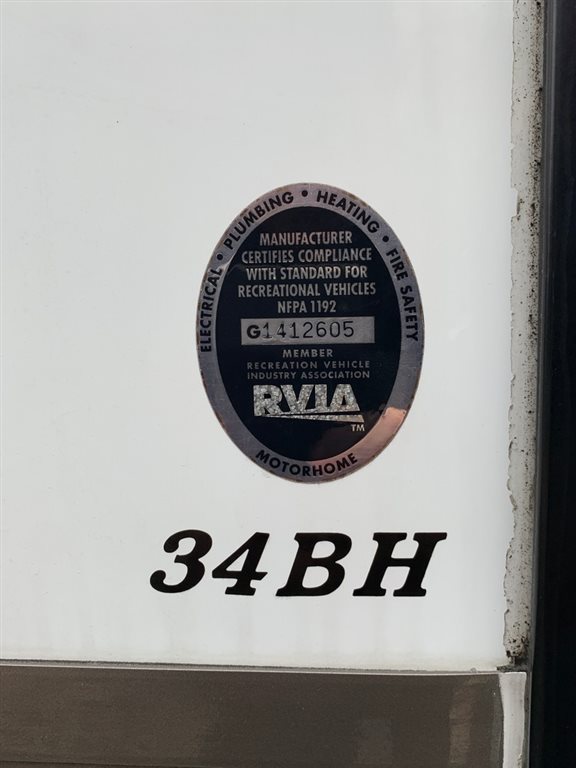 ELECTRICAL • PLUMBING • HEATING • FIRE SAFETY
MANUFACTURER
CERTIFIES COMPLIANCE
WITH STANDARD FOR
RECREATIONAL VEHICLES
NFPA 1192
G1412605
MEMBER
RECREATION VEHICLE
INDUSTRY ASSOCIATION
RVIA
TM
MOTORHOME
34BH